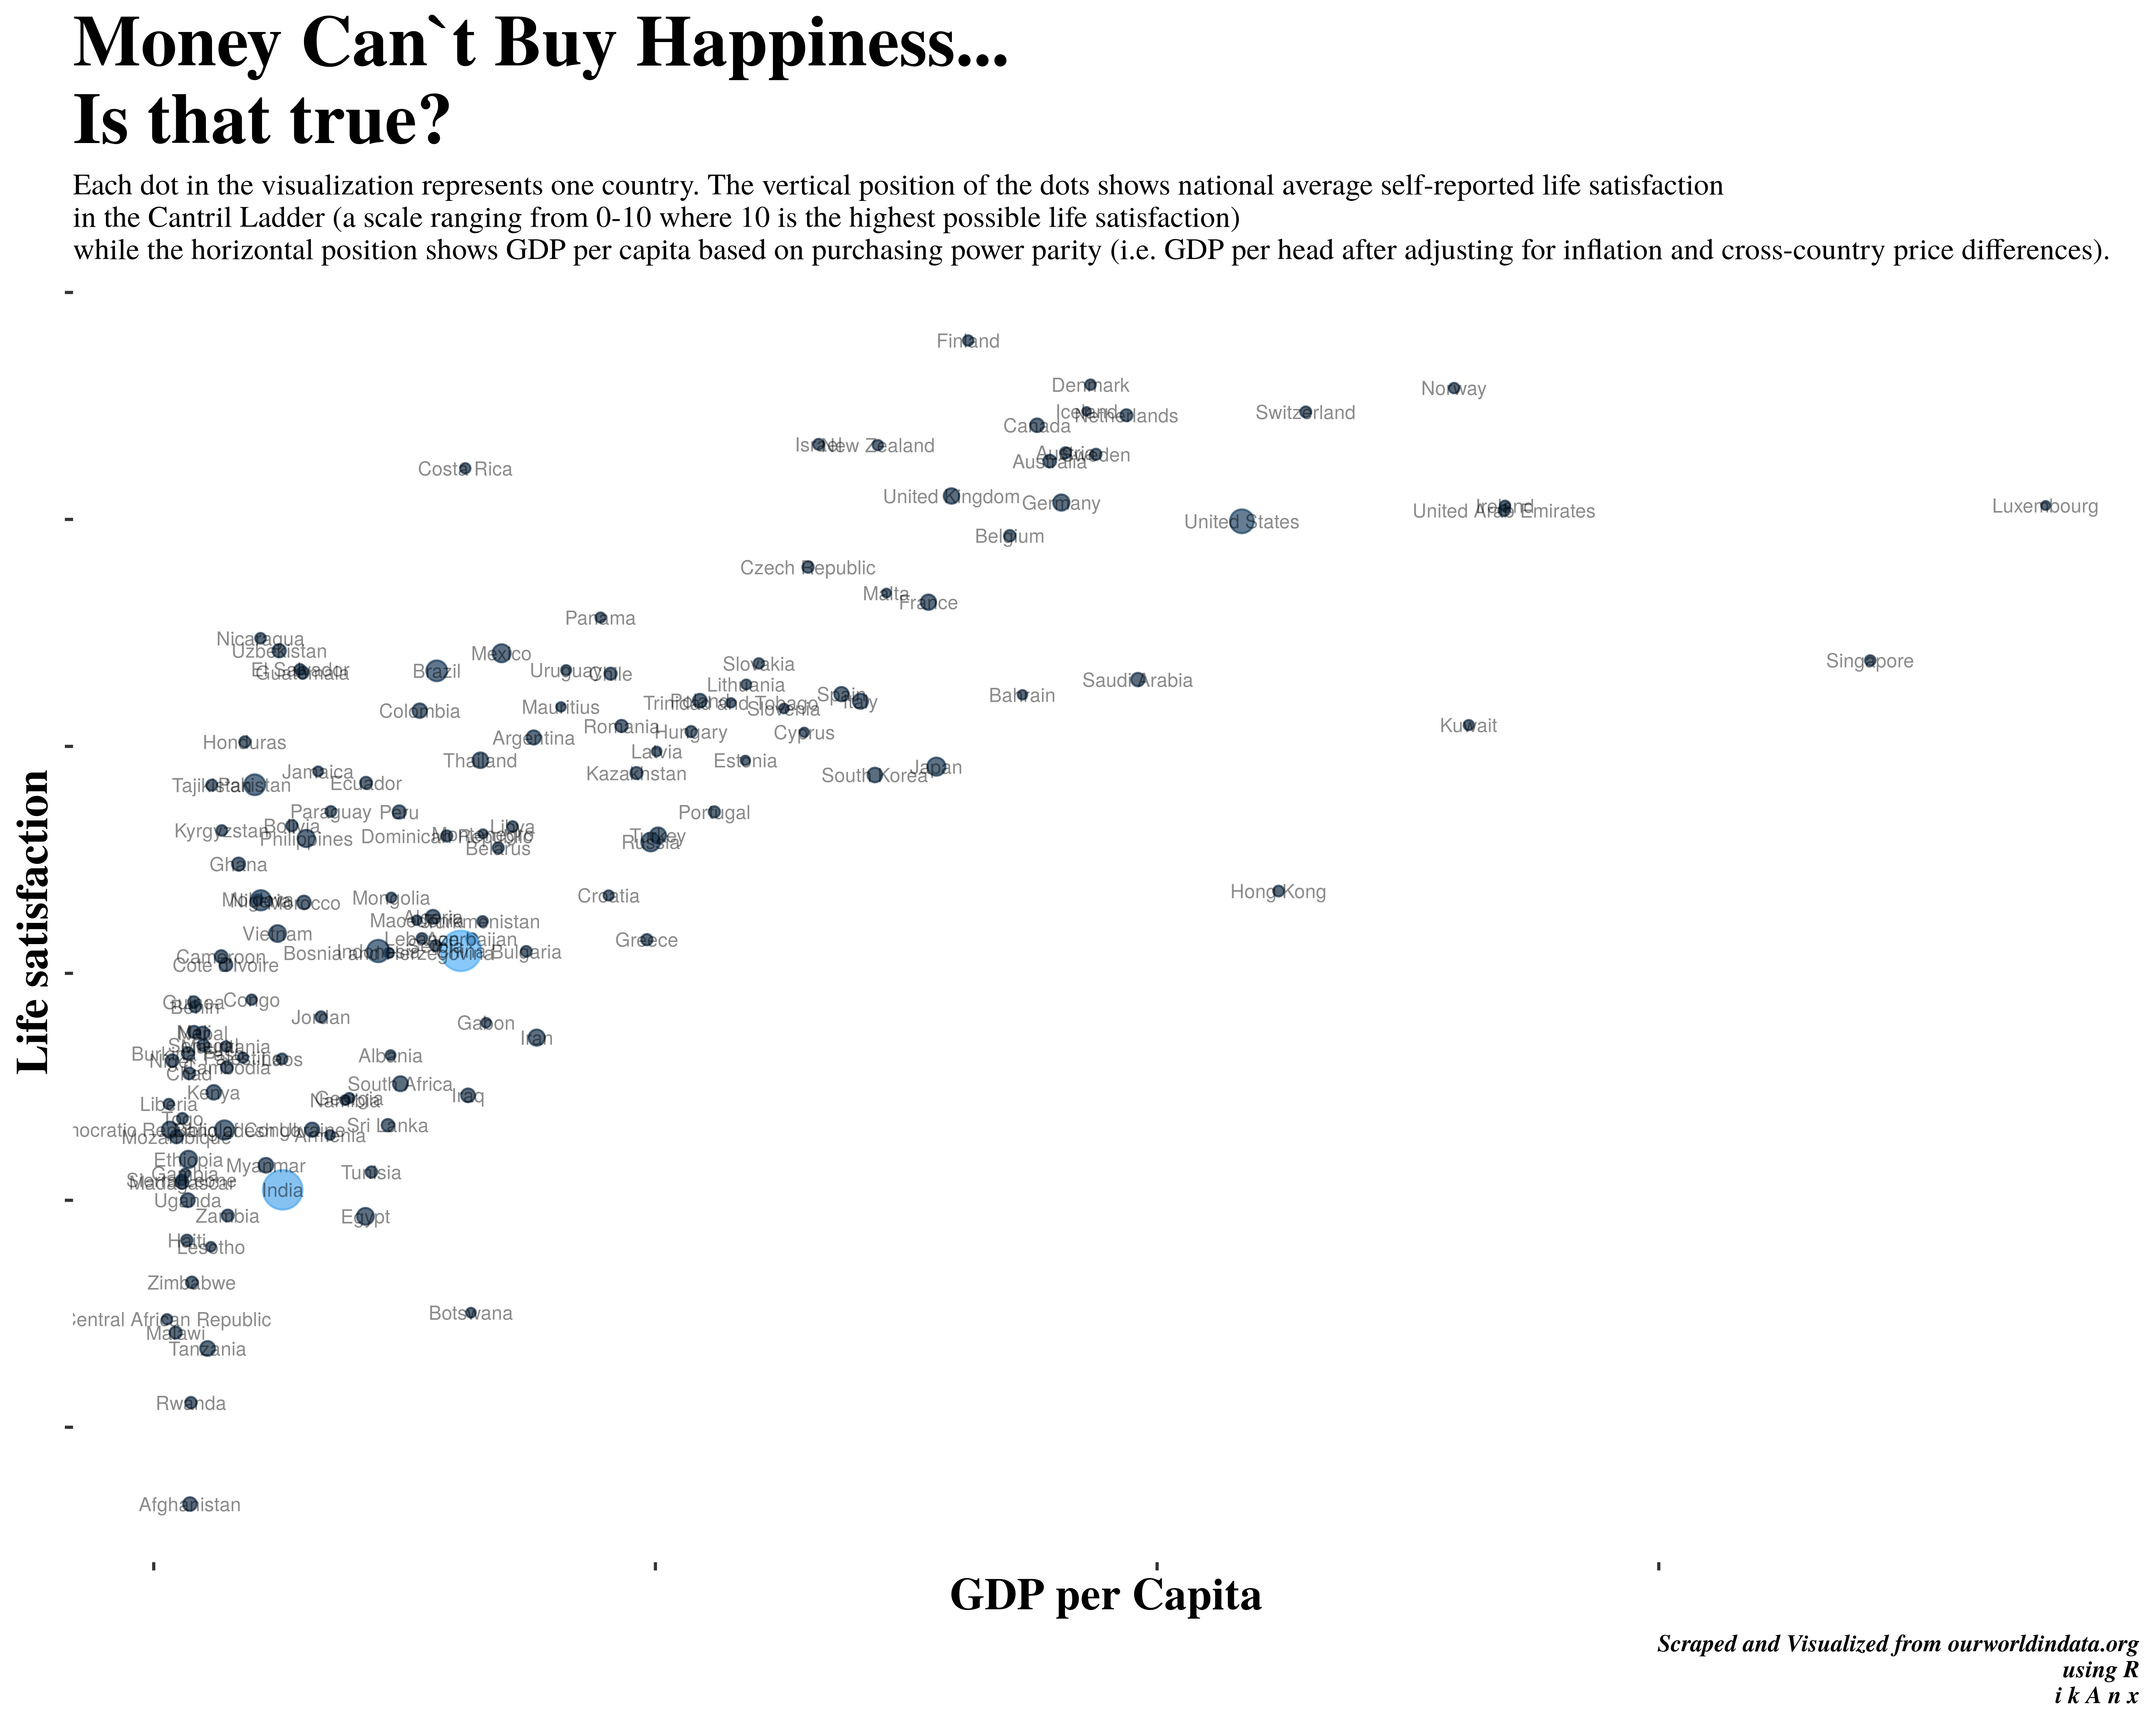 Money Can`t Buy Happiness...
Is that true?
Each dot in the visualization represents one country. The vertical position of the dots shows national average self-reported life satisfaction
in the Cantril Ladder (a scale ranging from 0-10 where 10 is the highest possible life satisfaction)
while the horizontal position shows GDP per capita based on purchasing power parity (i.e. GDP per head after adjusting for inflation and cross-country price differences).
Finland
Denmark
Norway
Iceland
Netherlands
Switzerland
Canada
Israel
New Zealand
Austria
Sweden
Australia
Costa Rica
United Kingdom
Germany
Ireland
United Arab Emirates
Luxembourg
United States
Belgium
Czech Republic
Malta
France
Panama
Nicaragua
Uzbekistan
Mexico
El Salvador
Guatemala
Brazil
Uruguay
Chile
Slovakia
Singapore
Lithuania
Saudi Arabia
Spain
Italy
Bahrain
Poland
Trinidad and Tobago
Slovenia
Colombia
Mauritius
Romania
Hungary
Cyprus
Kuwait
Argentina
Honduras
Latvia
Thailand
Estonia
Japan
Kazakhstan
South Korea
Jamaica
Ecuador
Tajikistan
Pakistan
Paraguay
Peru
Portugal
Bolivia
Kyrgyzstan
Philippines
Libya
Montenegro
Dominican Republic
Belarus
Turkey
Russia
Ghana
Hong Kong
Croatia
Mongolia
Moldova
Nigeria
Morocco
Algeria
Macedonia
Turkmenistan
Vietnam
Lebanon
Azerbaijan
Greece
Serbia
Indonesia
Bosnia and Herzegovina
China
Bulgaria
Cameroon
Cote d'Ivoire
Guinea
Benin
Congo
Jordan
Gabon
Mali
Nepal
Iran
Senegal
Mauritania
Burkina Faso
Niger
Palestine
Laos
Albania
Cambodia
Chad
South Africa
Kenya
Iraq
Georgia
Namibia
Liberia
Togo
Sri Lanka
nocratic Republic of Congo
Bangladesh
Ukraine
Armenia
Mozambique
Ethiopia
Myanmar
Tunisia
Gambia
Sierra Leone
Madagascar
India
Uganda
Zambia
Egypt
Haiti
Lesotho
Zimbabwe
Botswana
Central African Republic
Malawi
Tanzania
Rwanda
Afghanistan
Life satisfaction
GDP per Capita
Scraped and Visualized from ourworldindata.org
using R
i k A n x